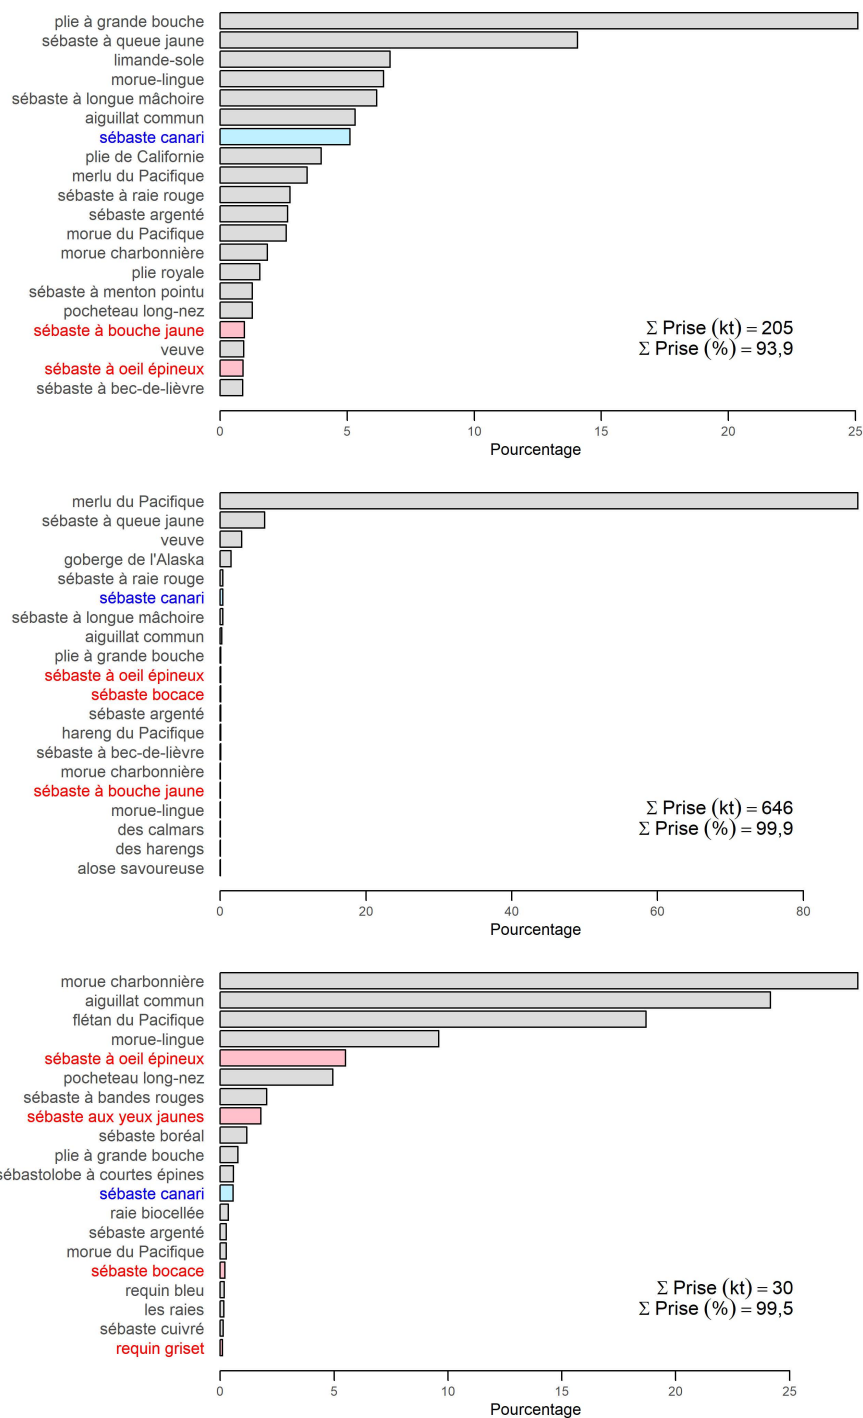 plie à grande bouche
sébaste à queue jaune
limande-sole
morue-lingue
sébaste à longue mâchoire
aiguillat commun
sébaste canari
plie de Californie
merlu du Pacifique
sébaste à raie rouge
sébaste argenté
morue du Pacifique
morue charbonnière
plie royale
sébaste à menton pointu
pocheteau long-nez
sébaste à bouche jaune
veuve
sébaste à oeil épineux
sébaste à bec-de-lièvre
Σ Prise (kt) = 205
Σ Prise (%) = 93,9
0 5 10 15 20 25
Pourcentage
merlu du Pacifique
sébaste à queue jaune
veuve
goberge de l'Alaska
sébaste à raie rouge
sébaste canari
sébaste à longue mâchoire
aiguillat commun
plie à grande bouche
sébaste à oeil épineux
sébaste bocace
sébaste argenté
hareng du Pacifique
sébaste à bec-de-lièvre
morue charbonnière
sébaste à bouche jaune
morue-lingue
des calmars
des harengs
alose savoureuse
Σ Prise (kt) = 646
Σ Prise (%) = 99,9
0 20 40 60 80
Pourcentage
morue charbonnière
aiguillat commun
flétan du Pacifique
morue-lingue
sébaste à oeil épineux
pocheteau long-nez
sébaste à bandes rouges
sébaste aux yeux jaunes
sébaste boréal
plie à grande bouche
sébastolobe à courtes épines
sébaste canari
raie biocellée
sébaste argenté
morue du Pacifique
sébaste bocace
requin bleu
les raies
sébaste cuivré
requin griset
Σ Prise (kt) = 30
Σ Prise (%) = 99,5
0 5 10 15 20 25
Pourcentage